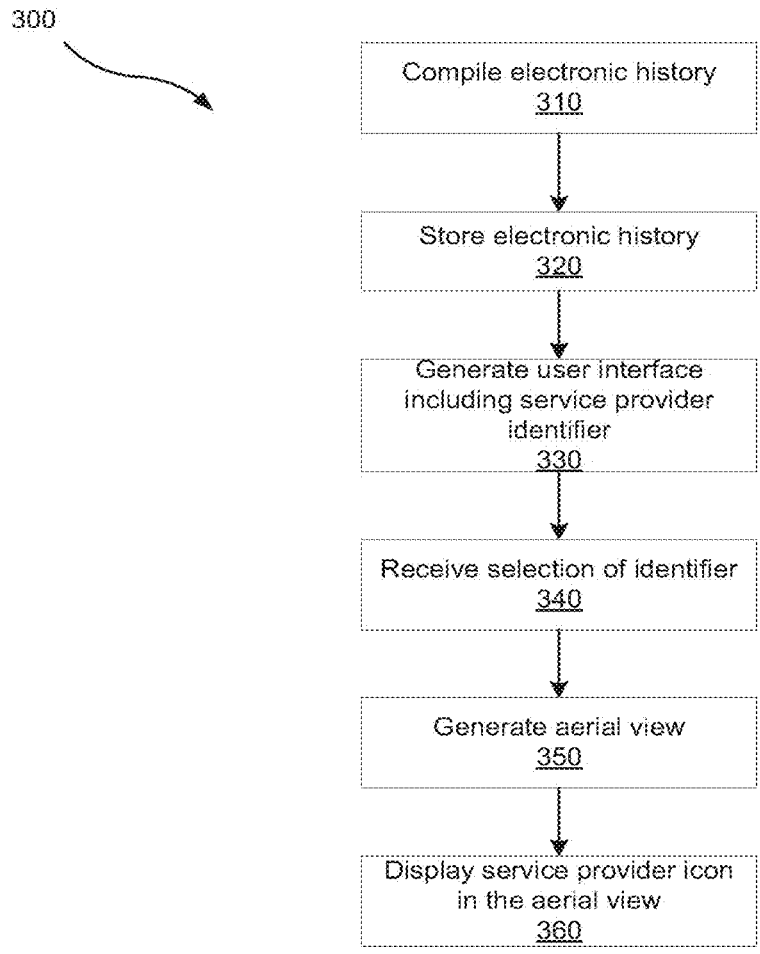 300
Compile electronic history
310
Store electronic history
320
Generate user interface
including service provider
identifier
330
Receive selection of identifier
340
Generate aerial view
350
Display service provider icon
in the aerial view
360